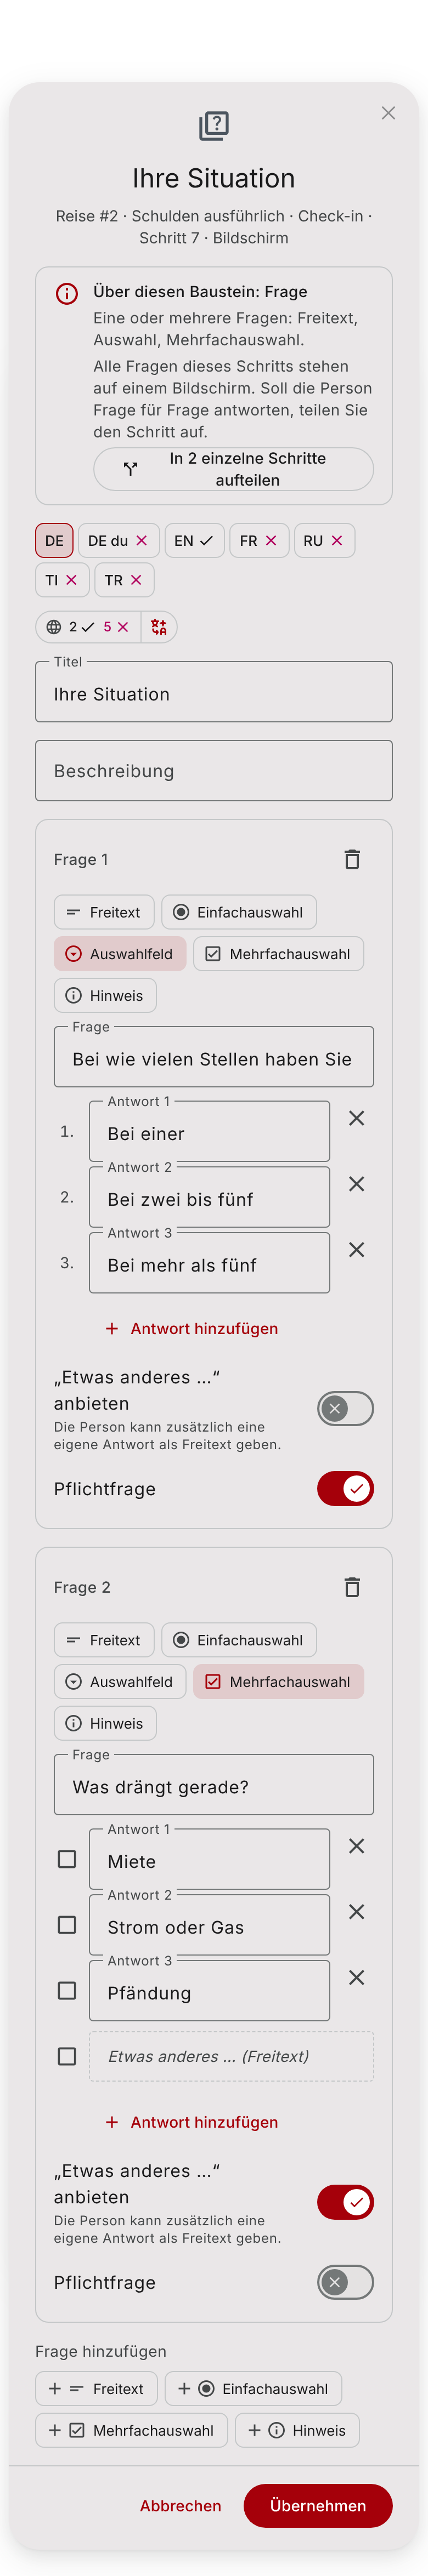 Ihre Situation
Reise #2 · Schulden ausführlich · Check-in ·
Schritt 7 · Bildschirm
Über diesen Baustein: Frage
Eine oder mehrere Fragen: Freitext,
Auswahl, Mehrfachauswahl.
Alle Fragen dieses Schritts stehen
auf einem Bildschirm. Soll die Person
Frage für Frage antworten, teilen Sie
den Schritt auf.
In 2 einzelne Schritte
aufteilen
DE DE du EN FR RU
TI TR
2 5
Titel
Ihre Situation
Beschreibung
Frage 1
Freitext Einfachauswahl
Auswahlfeld Mehrfachauswahl
Hinweis
Frage
Bei wie vielen Stellen haben Sie
Antwort 1
1. Bei einer
Antwort 2
2. Bei zwei bis fünf
Antwort 3
3. Bei mehr als fünf
+ Antwort hinzufügen
„Etwas anderes …“
anbieten
Die Person kann zusätzlich eine
eigene Antwort als Freitext geben.
Pflichtfrage
Frage 2
Freitext Einfachauswahl
Auswahlfeld Mehrfachauswahl
Hinweis
Frage
Was drängt gerade?
Antwort 1
Miete
Antwort 2
Strom oder Gas
Antwort 3
Pfändung
Etwas anderes … (Freitext)
+ Antwort hinzufügen
„Etwas anderes …“
anbieten
Die Person kann zusätzlich eine
eigene Antwort als Freitext geben.
Pflichtfrage
Frage hinzufügen
+ Freitext + Einfachauswahl
+ Mehrfachauswahl + Hinweis
Abbrechen Übernehmen